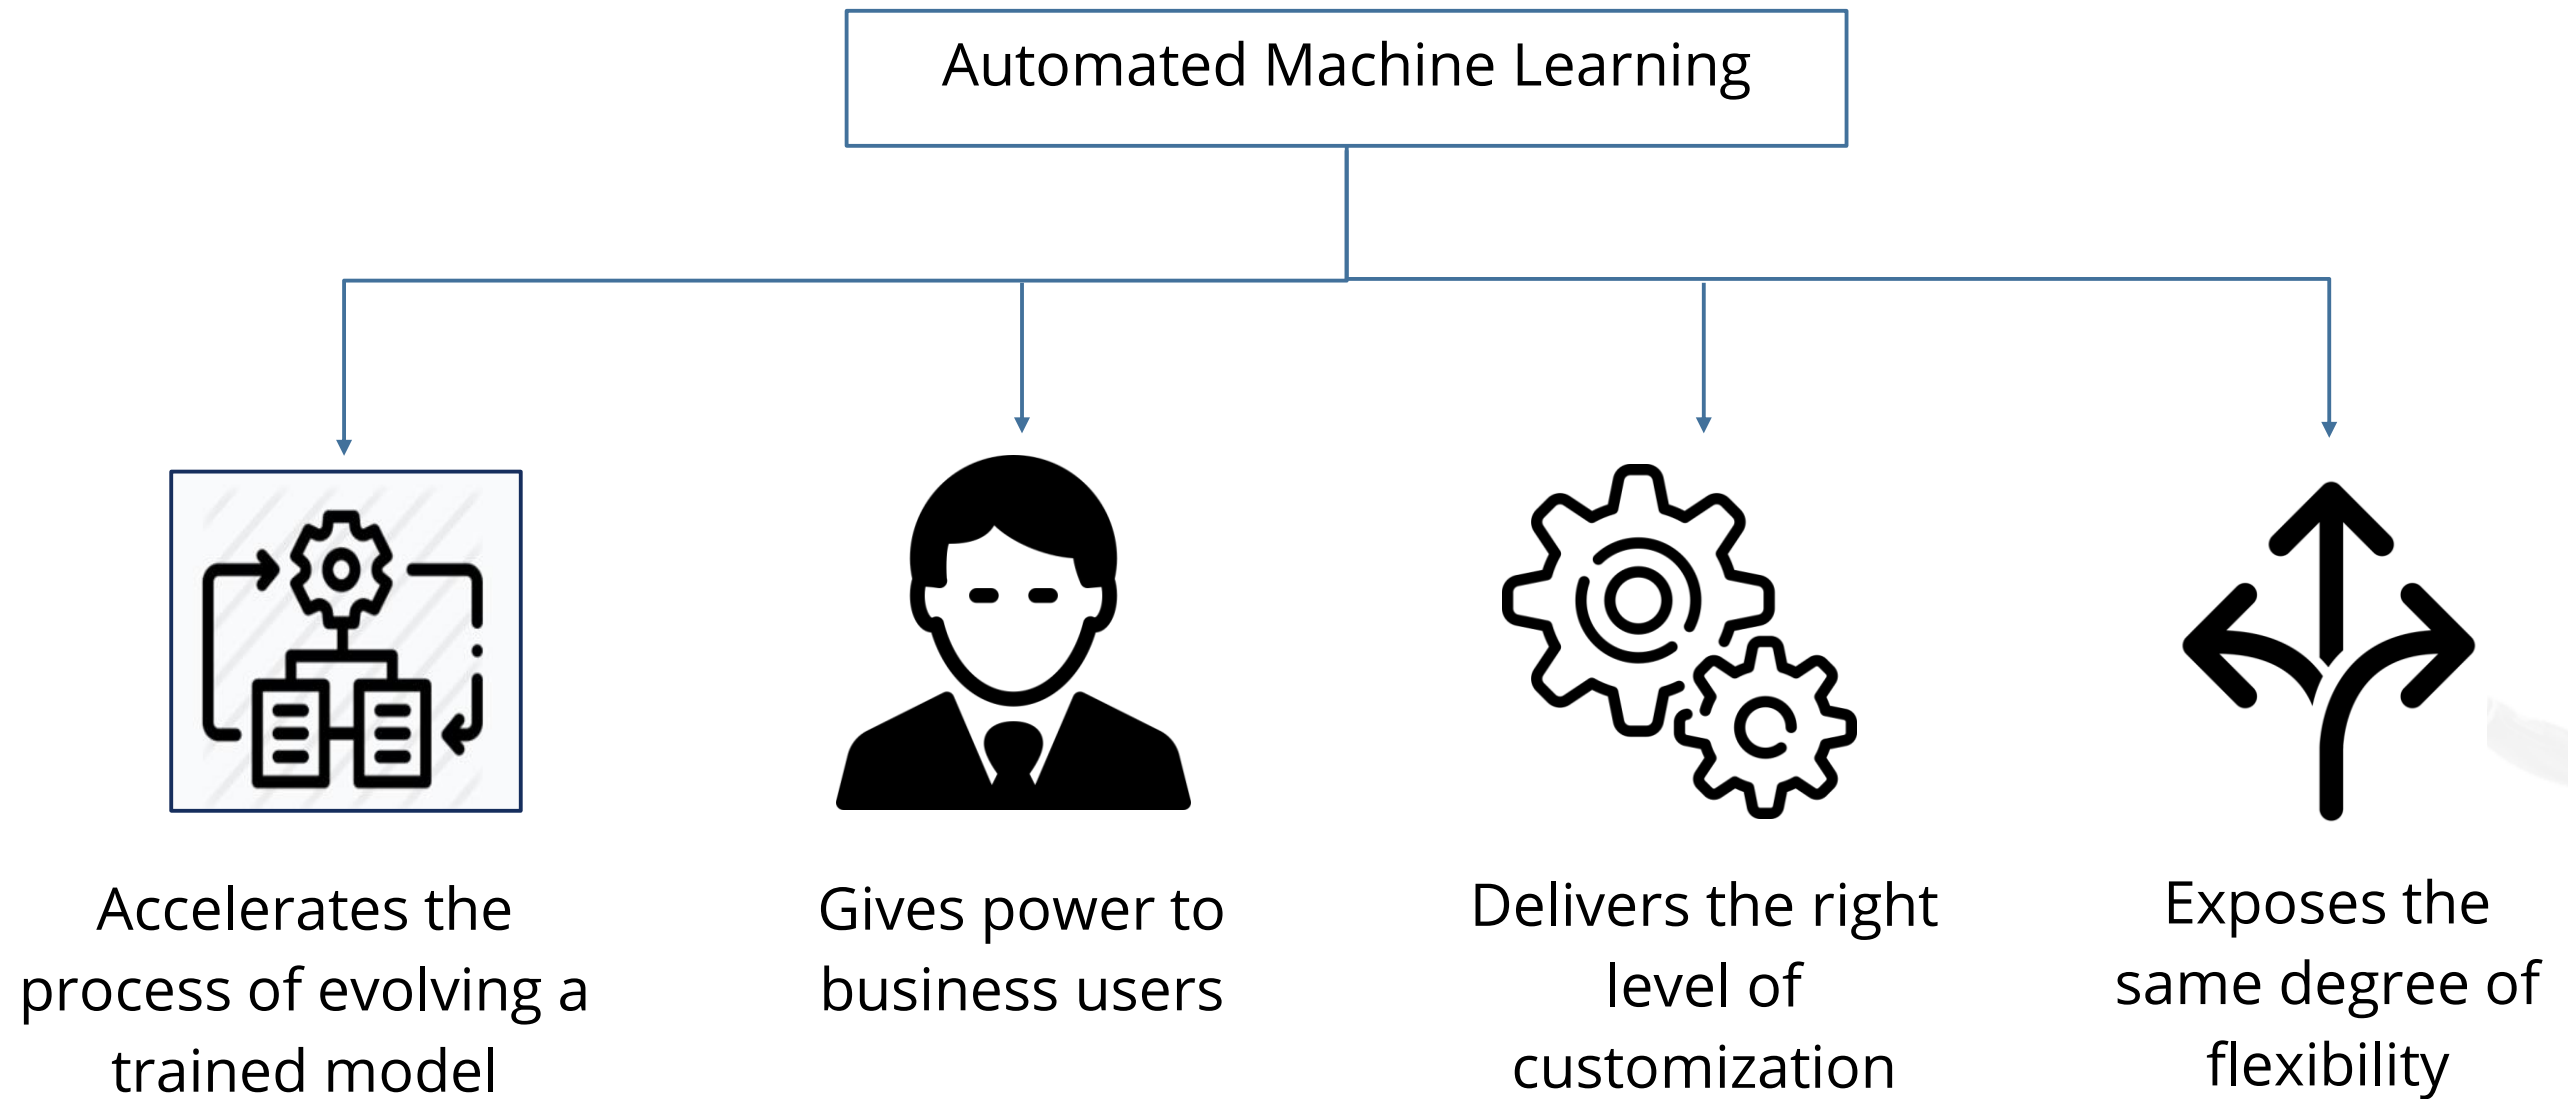 Automated Machine Learning
Accelerates the
process of evolving a
trained model
Gives power to
business users
Delivers the right
level of
customization
Exposes the
same degree of
flexibility